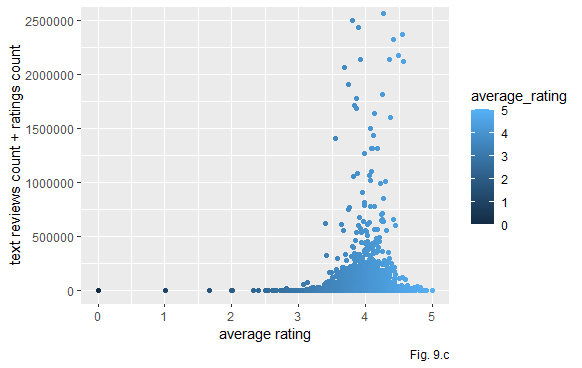 2500000
2000000
1500000
1000000
500000
0
text reviews count + ratings count
0 1 2 3 4 5
average rating
average_rating
5
4
3
2
1
0
Fig. 9.c